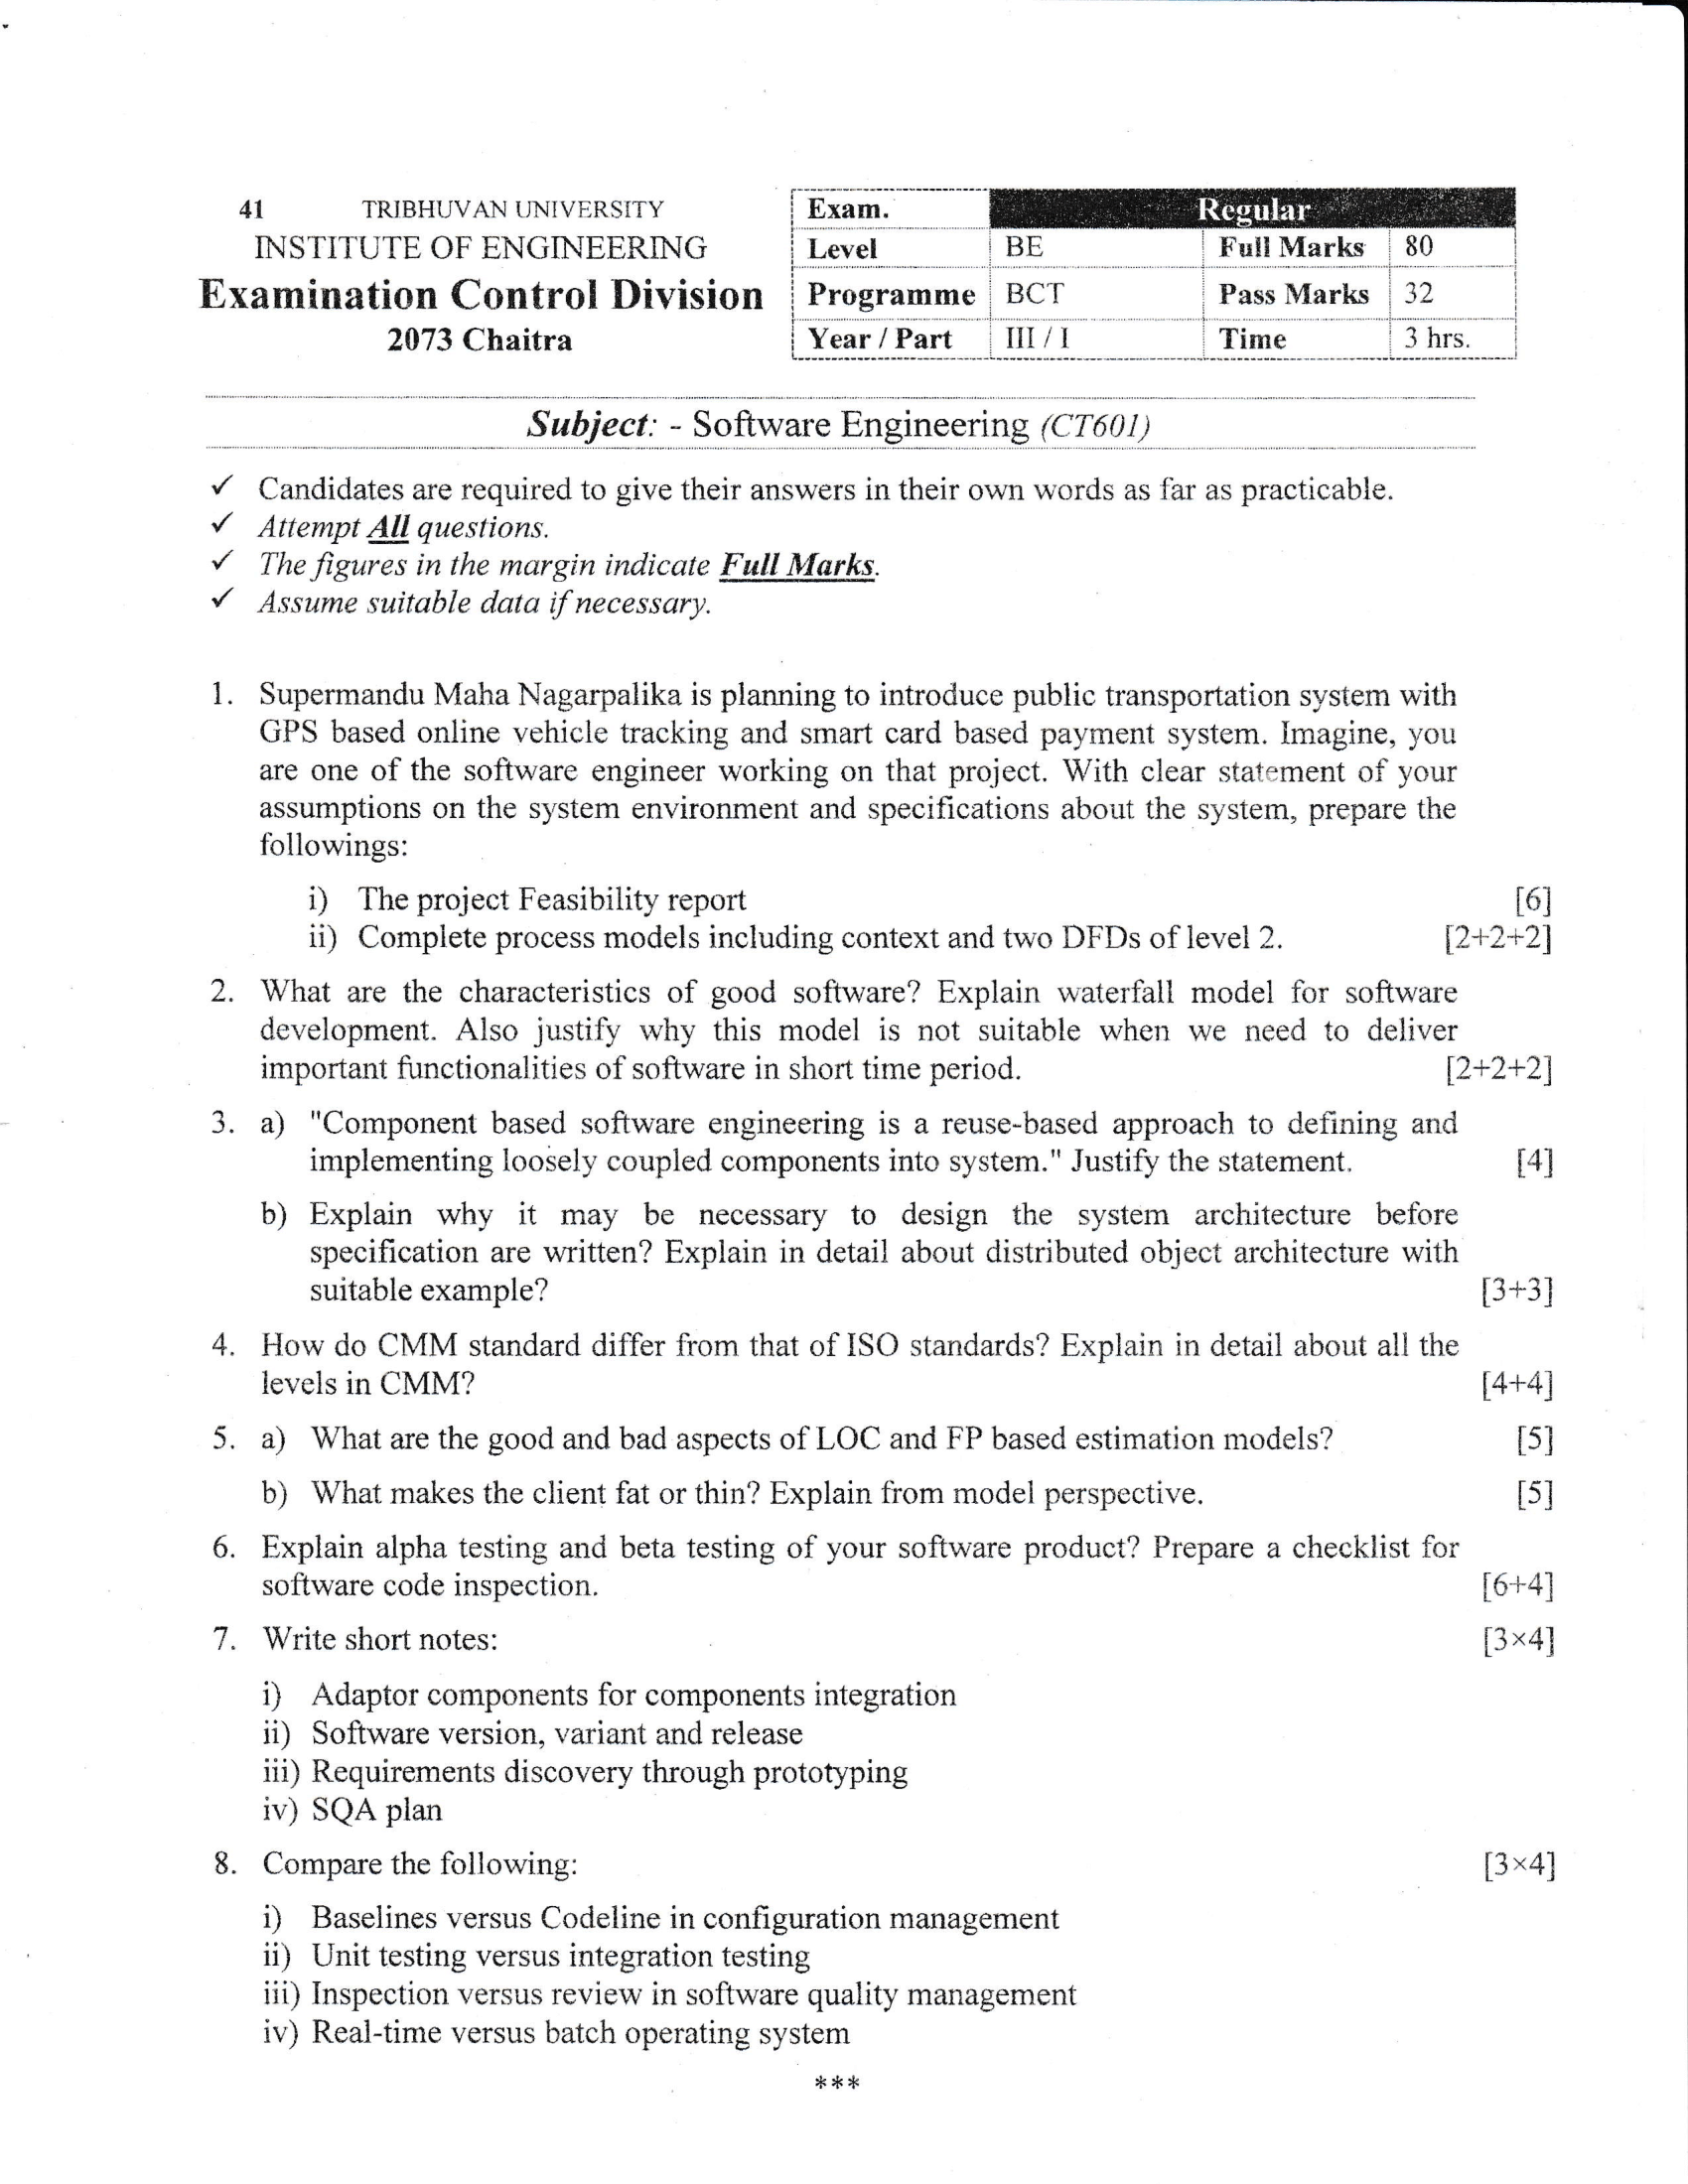 41 TRIBHUVAN UNIVERSITY
INSTITUTE OF ENGINEERING
Examination Control Division
2073 Chaitra
Exam. Regular
Level BE Full Marks 80
Programme BCT Pass Marks 32
Year / Part III / I Time 3 hrs.
Subject: - Software Engineering (CT601)
✓ Candidates are required to give their answers in their own words as far as practicable.
✓ Attempt All questions.
✓ The figures in the margin indicate Full Marks.
✓ Assume suitable data if necessary.
1. Supermandu Maha Nagarpalika is planning to introduce public transportation system with
GPS based online vehicle tracking and smart card based payment system. Imagine, you
are one of the software engineer working on that project. With clear statement of your
assumptions on the system environment and specifications about the system, prepare the
followings:
i) The project Feasibility report [6]
ii) Complete process models including context and two DFDs of level 2. [2+2+2]
2. What are the characteristics of good software? Explain waterfall model for software
development. Also justify why this model is not suitable when we need to deliver
important functionalities of software in short time period. [2+2+2]
3. a) "Component based software engineering is a reuse-based approach to defining and
implementing loosely coupled components into system." Justify the statement. [4]
b) Explain why it may be necessary to design the system architecture before
specification are written? Explain in detail about distributed object architecture with
suitable example? [3+3]
4. How do CMM standard differ from that of ISO standards? Explain in detail about all the
levels in CMM? [4+4]
5. a) What are the good and bad aspects of LOC and FP based estimation models? [5]
b) What makes the client fat or thin? Explain from model perspective. [5]
6. Explain alpha testing and beta testing of your software product? Prepare a checklist for
software code inspection. [6+4]
7. Write short notes: [3×4]
i) Adaptor components for components integration
ii) Software version, variant and release
iii) Requirements discovery through prototyping
iv) SQA plan
8. Compare the following: [3×4]
i) Baselines versus Codeline in configuration management
ii) Unit testing versus integration testing
iii) Inspection versus review in software quality management
iv) Real-time versus batch operating system
***